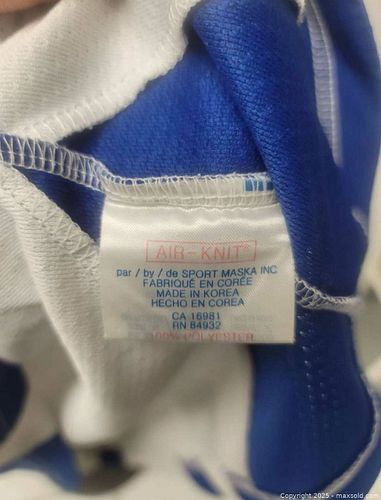 AIR-KNIT®
par / by / de SPORT MASKA INC
FABRIQUÉ EN CORÉE
MADE IN KOREA
HECHO EN COREA
CA 16981
RN 84932
100% POLYESTER
Copyright 2025 - maxsold.com